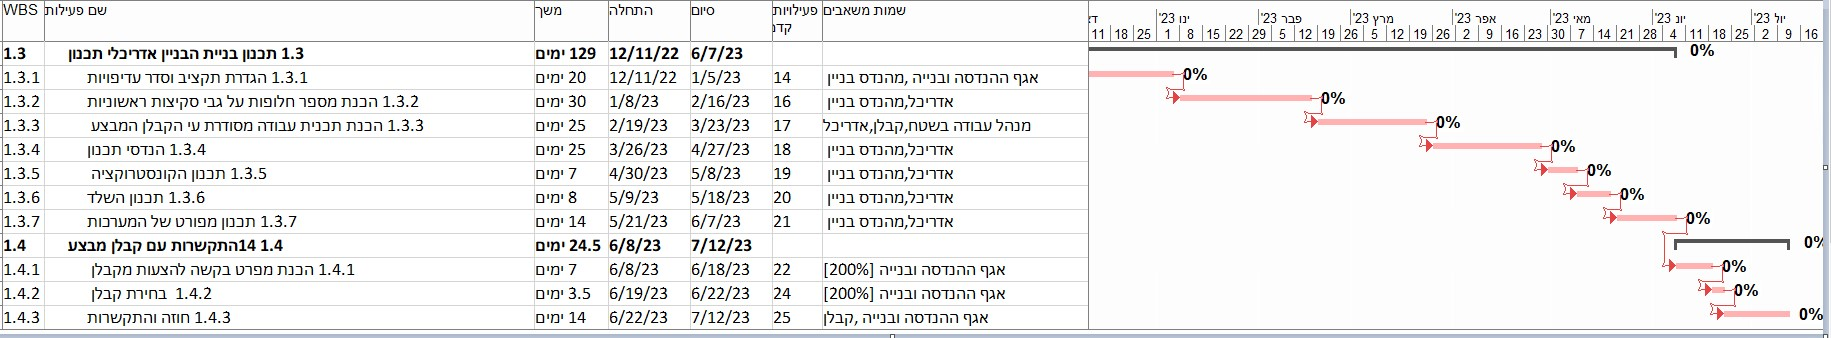 WBS שם פעילות משך התחלה סיום פעילויות קדמ שמות משאבים
1.3 1.3 תכנון בניית הבניין אדריכלי תכנון 129 ימים 12/11/22 6/7/23
1.3.1 1.3.1 הגדרת תקציב וסדר עדיפויות 20 ימים 12/11/22 1/5/23 14 אגף ההנדסה ובנייה ,מהנדס בניין
1.3.2 1.3.2 הכנת מספר חלופות על גבי סקיצות ראשוניות 30 ימים 1/8/23 2/16/23 16 אדריכל,מהנדס בניין
1.3.3 1.3.3 הכנת תכנית עבודה מסודרת עי הקבלן המבצע 25 ימים 2/19/23 3/23/23 17 מנהל עבודה בשטח,קבלן,אדריכל
1.3.4 1.3.4 הנדסי תכנון 25 ימים 3/26/23 4/27/23 18 אדריכל,מהנדס בניין
1.3.5 1.3.5 תכנון הקונסטרוקציה 7 ימים 4/30/23 5/8/23 19 אדריכל,מהנדס בניין
1.3.6 1.3.6 תכנון השלד 8 ימים 5/9/23 5/18/23 20 אדריכל,מהנדס בניין
1.3.7 1.3.7 תכנון מפורט של המערכות 14 ימים 5/21/23 6/7/23 21 אדריכל,מהנדס בניין
1.4 1.4 14התקשרות עם קבלן מבצע 24.5 ימים 6/8/23 7/12/23
1.4.1 1.4.1 הכנת מפרט בקשה להצעות מקבלן 7 ימים 6/8/23 6/18/23 22 אגף ההנדסה ובנייה [200%]
1.4.2 1.4.2 בחירת קבלן 3.5 ימים 6/19/23 6/22/23 24 אגף ההנדסה ובנייה [200%]
1.4.3 1.4.3 חוזה והתקשרות 14 ימים 6/22/23 7/12/23 25 אגף ההנדסה ובנייה ,קבלן
ינו '23 פבר '23 מרץ '23 אפר '23 מאי '23 יונ '23 יול '23
11 18 25 1 8 15 22 29 5 12 19 26 5 12 19 26 2 9 16 23 30 7 14 21 28 4 11 18 25 2 9 16
0%
0%
0%
0%
0%
0%
0%
0%
0%
0%
0%
0%